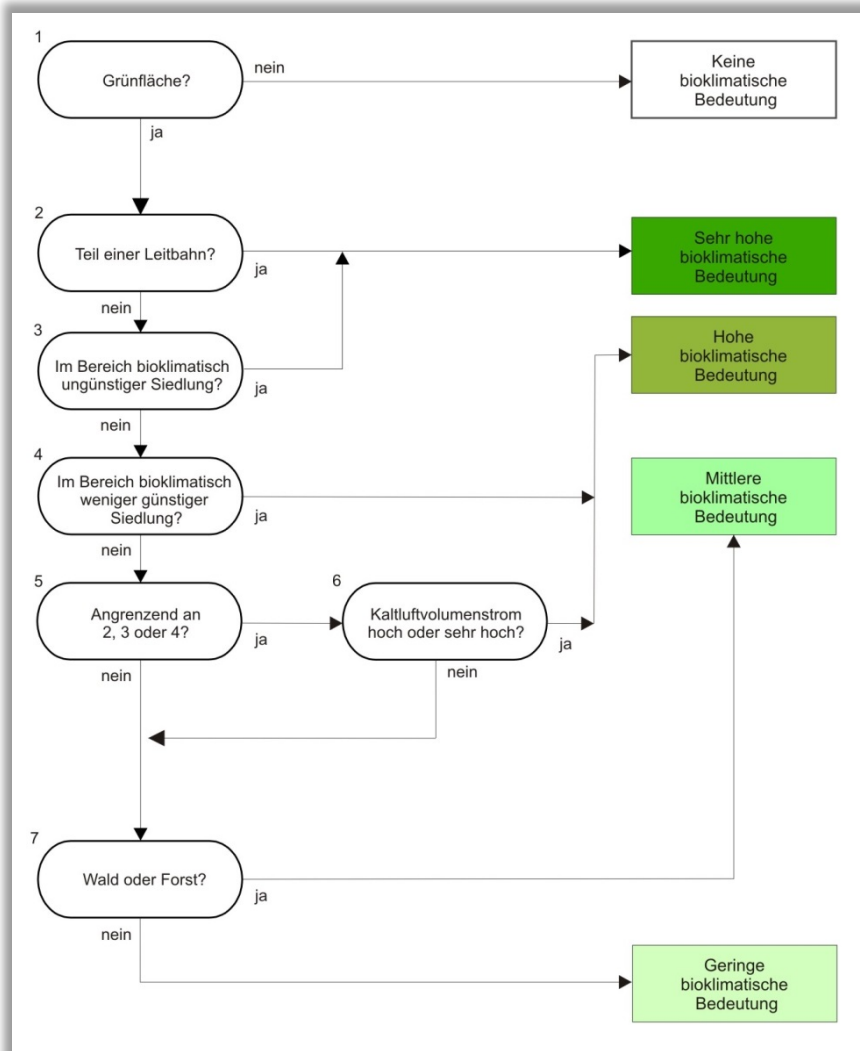 1
Grünfläche?
nein
Keine
bioklimatische
Bedeutung
ja
2
Teil einer Leitbahn?
ja
Sehr hohe
bioklimatische
Bedeutung
nein
3
Im Bereich bioklimatisch
ungünstiger Siedlung?
ja
Hohe
bioklimatische
Bedeutung
nein
4
Im Bereich bioklimatisch
weniger günstiger
Siedlung?
ja
Mittlere
bioklimatische
Bedeutung
nein
5
Angrenzend an
2, 3 oder 4?
ja
6
Kaltluftvolumenstrom
hoch oder sehr hoch?
ja
nein
nein
7
Wald oder Forst?
ja
nein
Geringe
bioklimatische
Bedeutung